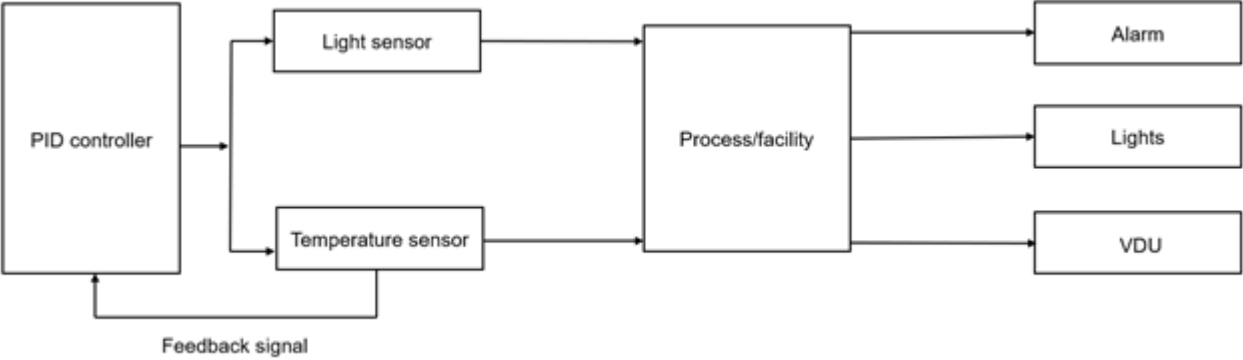 PID controller
Light sensor
Temperature sensor
Feedback signal
Process/facility
Alarm
Lights
VDU